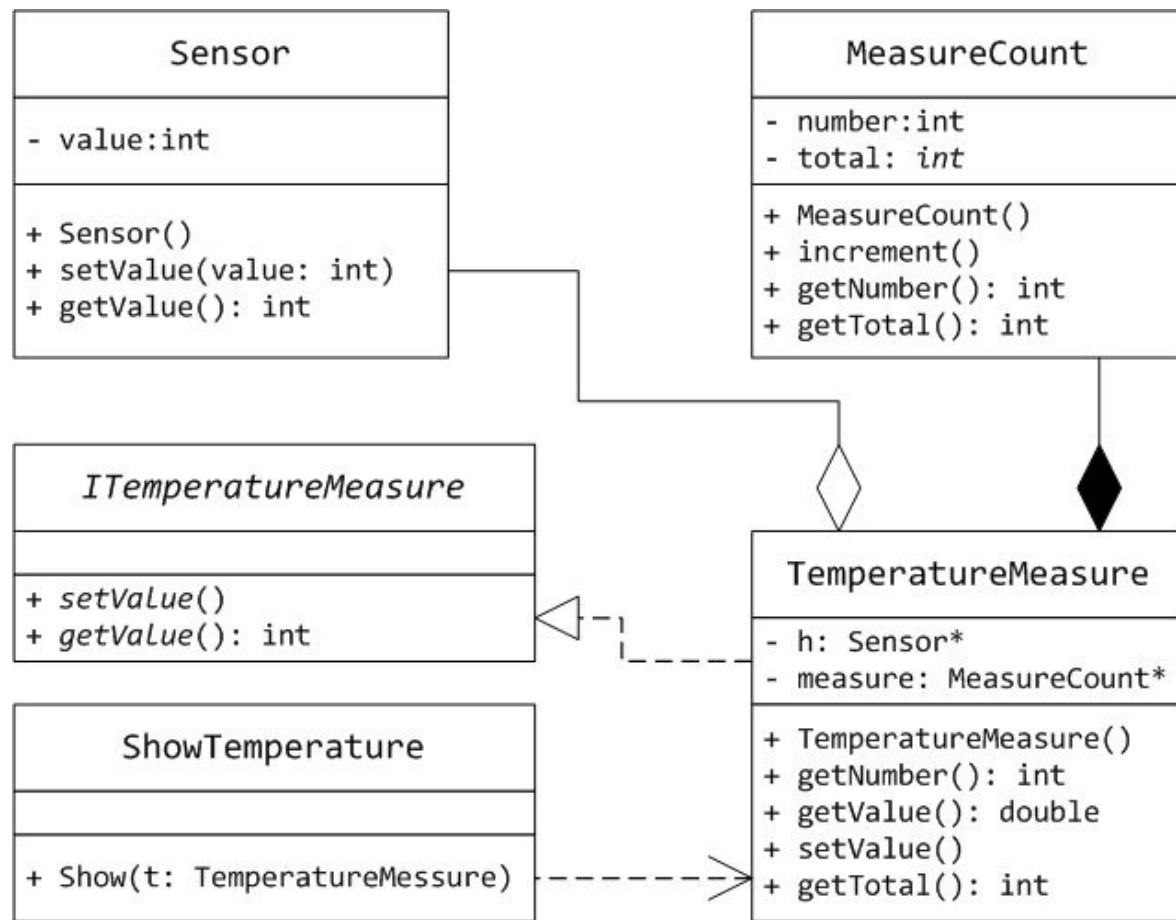 Sensor
- value:int
+ Sensor()
+ setValue(value: int)
+ getValue(): int
MeasureCount
- number:int
- total: int
+ MeasureCount()
+ increment()
+ getNumber(): int
+ getTotal(): int
ITemperatureMeasure
+ setValue()
+ getValue(): int
TemperatureMeasure
- h: Sensor*
- measure: MeasureCount*
+ TemperatureMeasure()
+ getNumber(): int
+ getValue(): double
+ setValue()
+ getTotal(): int
ShowTemperature
+ Show(t: TemperatureMessure)